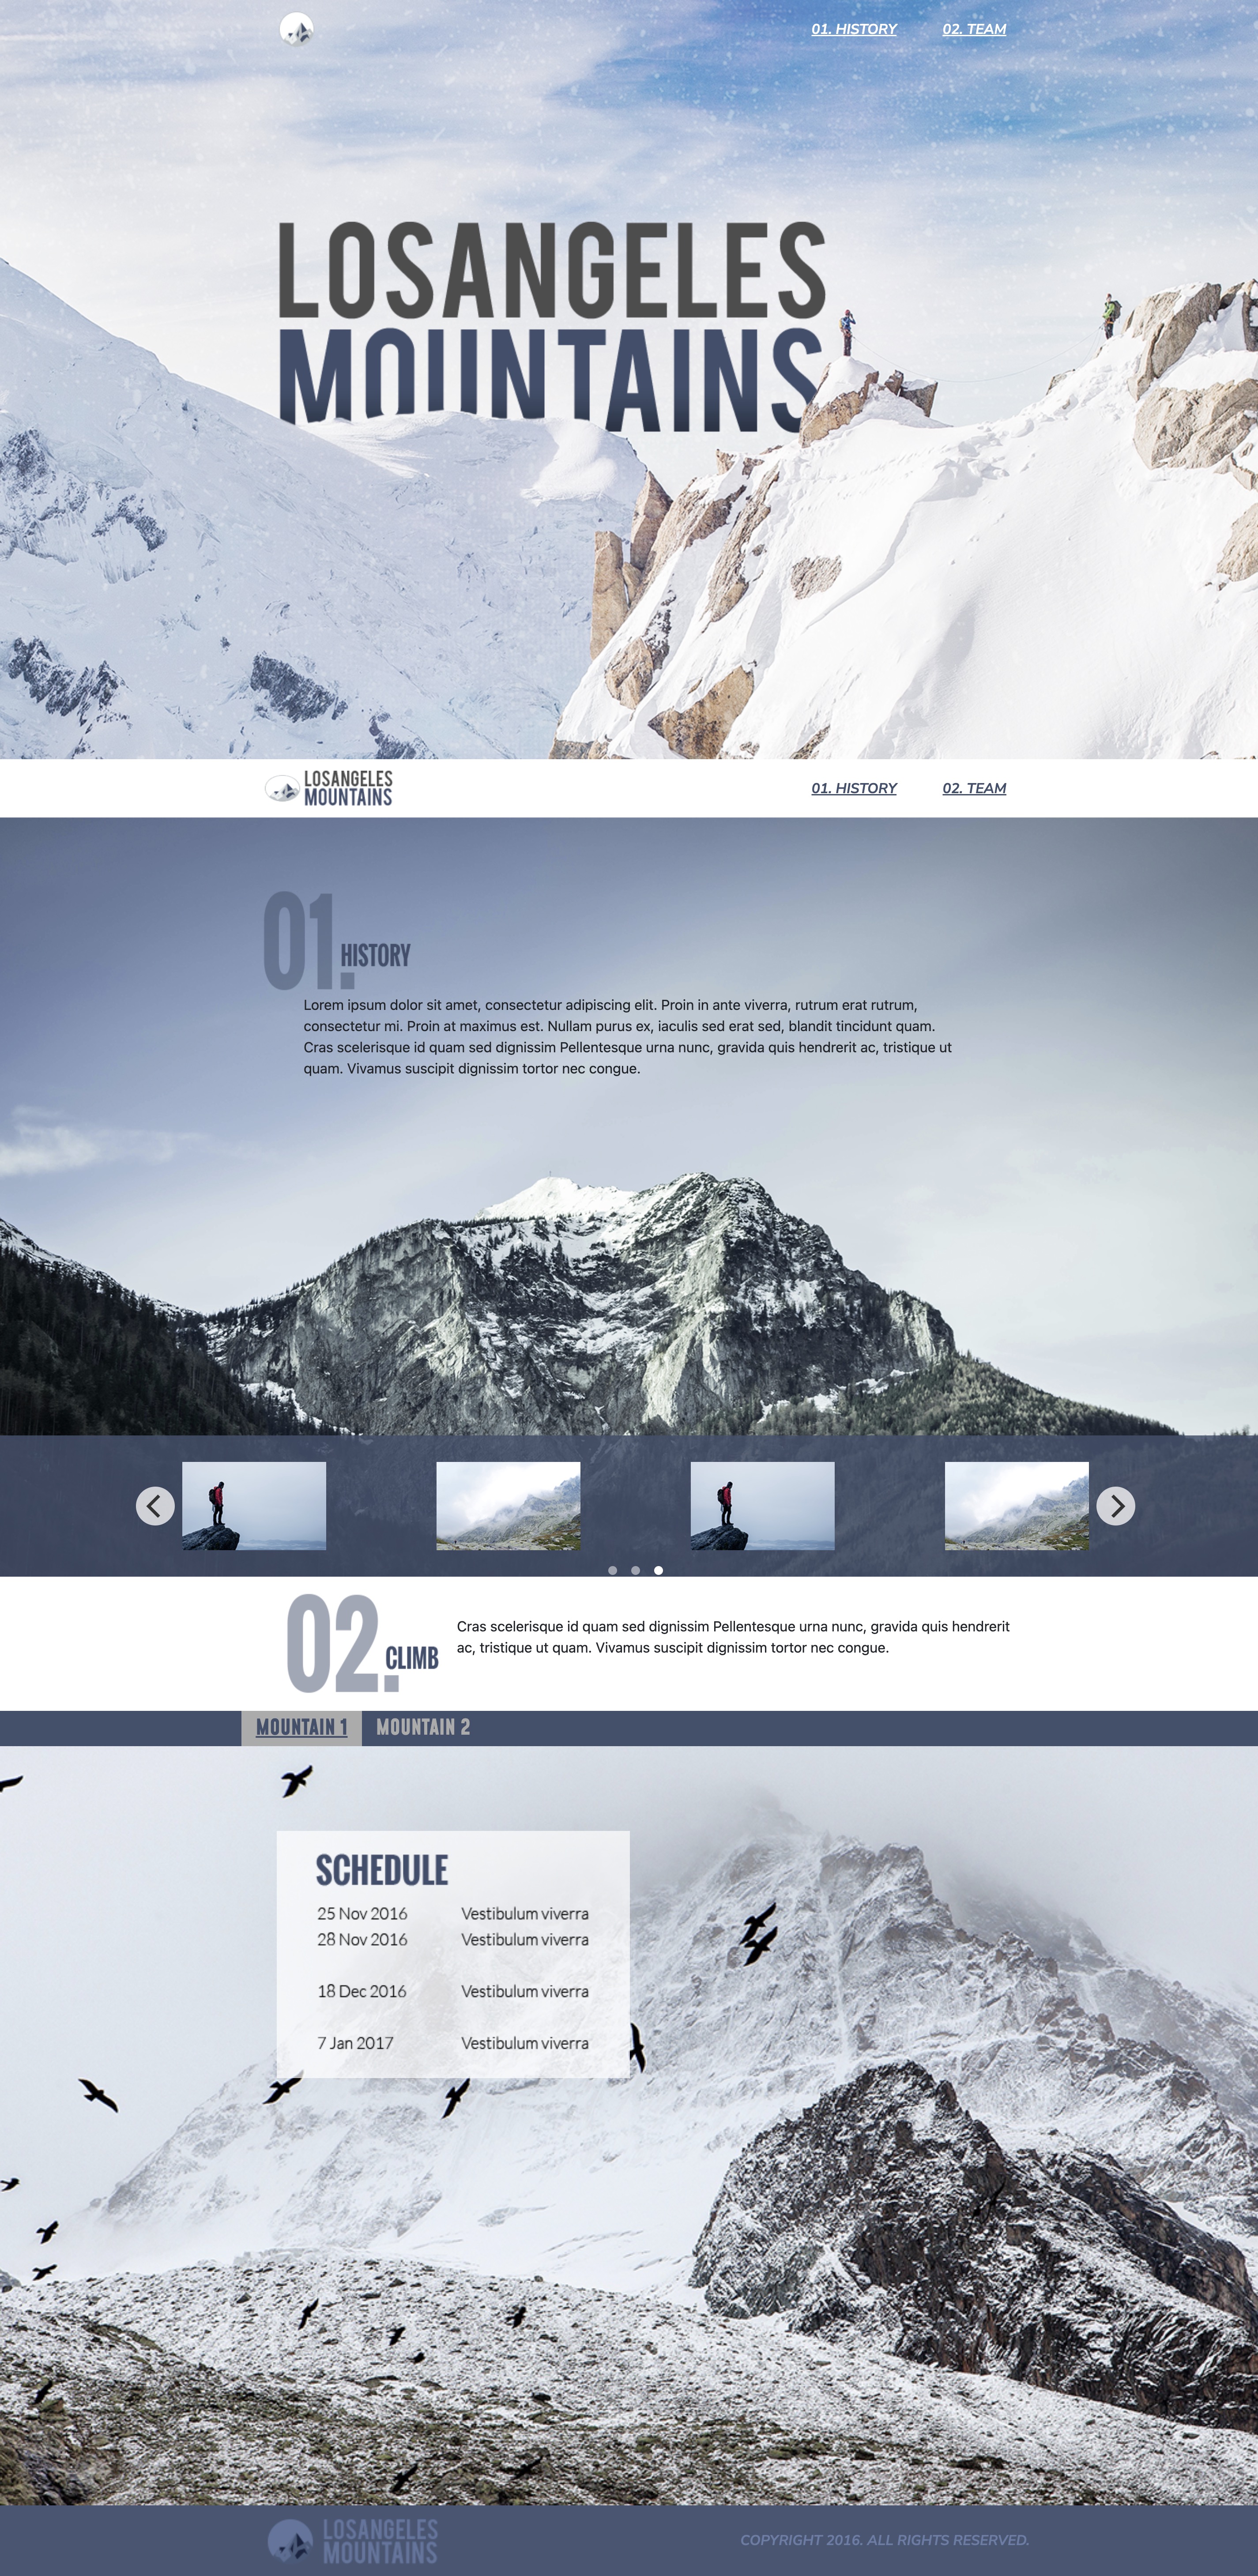 01. HISTORY
02. TEAM
LOSANGELES
MOUNTAINS
LOSANGELES
MOUNTAINS
01. HISTORY
02. TEAM
01.
HISTORY
Lorem ipsum dolor sit amet, consectetur adipiscing elit. Proin in ante viverra, rutrum erat rutrum,
consectetur mi. Proin at maximus est. Nullam purus ex, iaculis sed erat sed, blandit tincidunt quam.
Cras scelerisque id quam sed dignissim Pellentesque urna nunc, gravida quis hendrerit ac, tristique ut
quam. Vivamus suscipit dignissim tortor nec congue.
02.
CLIMB
Cras scelerisque id quam sed dignissim Pellentesque urna nunc, gravida quis hendrerit
ac, tristique ut quam. Vivamus suscipit dignissim tortor nec congue.
MOUNTAIN 1
MOUNTAIN 2
SCHEDULE
25 Nov 2016 Vestibulum viverra
28 Nov 2016 Vestibulum viverra
18 Dec 2016 Vestibulum viverra
7 Jan 2017 Vestibulum viverra
LOSANGELES
MOUNTAINS
COPYRIGHT 2016. ALL RIGHTS RESERVED.